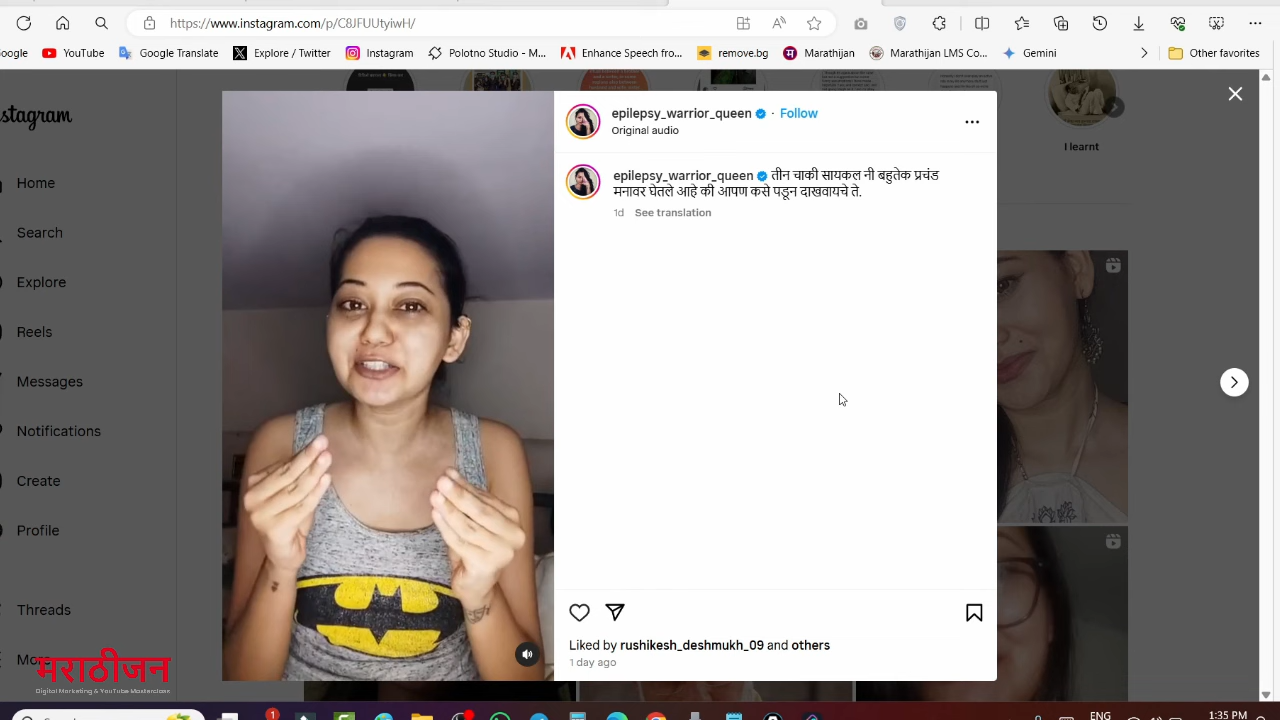 https://www.instagram.com/p/C8JFUUtyiwH/
oogle YouTube Google Translate Explore / Twitter Instagram Polotno Studio - M... Enhance Speech fro... remove.bg Marathijan Marathijan LMS Co... Gemini Other favorites
stagram
Home
Search
Explore
Reels
Messages
Notifications
Create
Profile
Threads
More
मराठीजन
Digital Marketing & YouTube Masterclass
I learnt
epilepsy_warrior_queen · Follow
Original audio
epilepsy_warrior_queen तीन चाकी सायकल नी बहुतेक प्रचंड
मनावर घेतले आहे की आपण कसे पडून दाखवायचे ते.
1d See translation
Liked by rushikesh_deshmukh_09 and others
1 day ago
1
ENG
1:35 PM